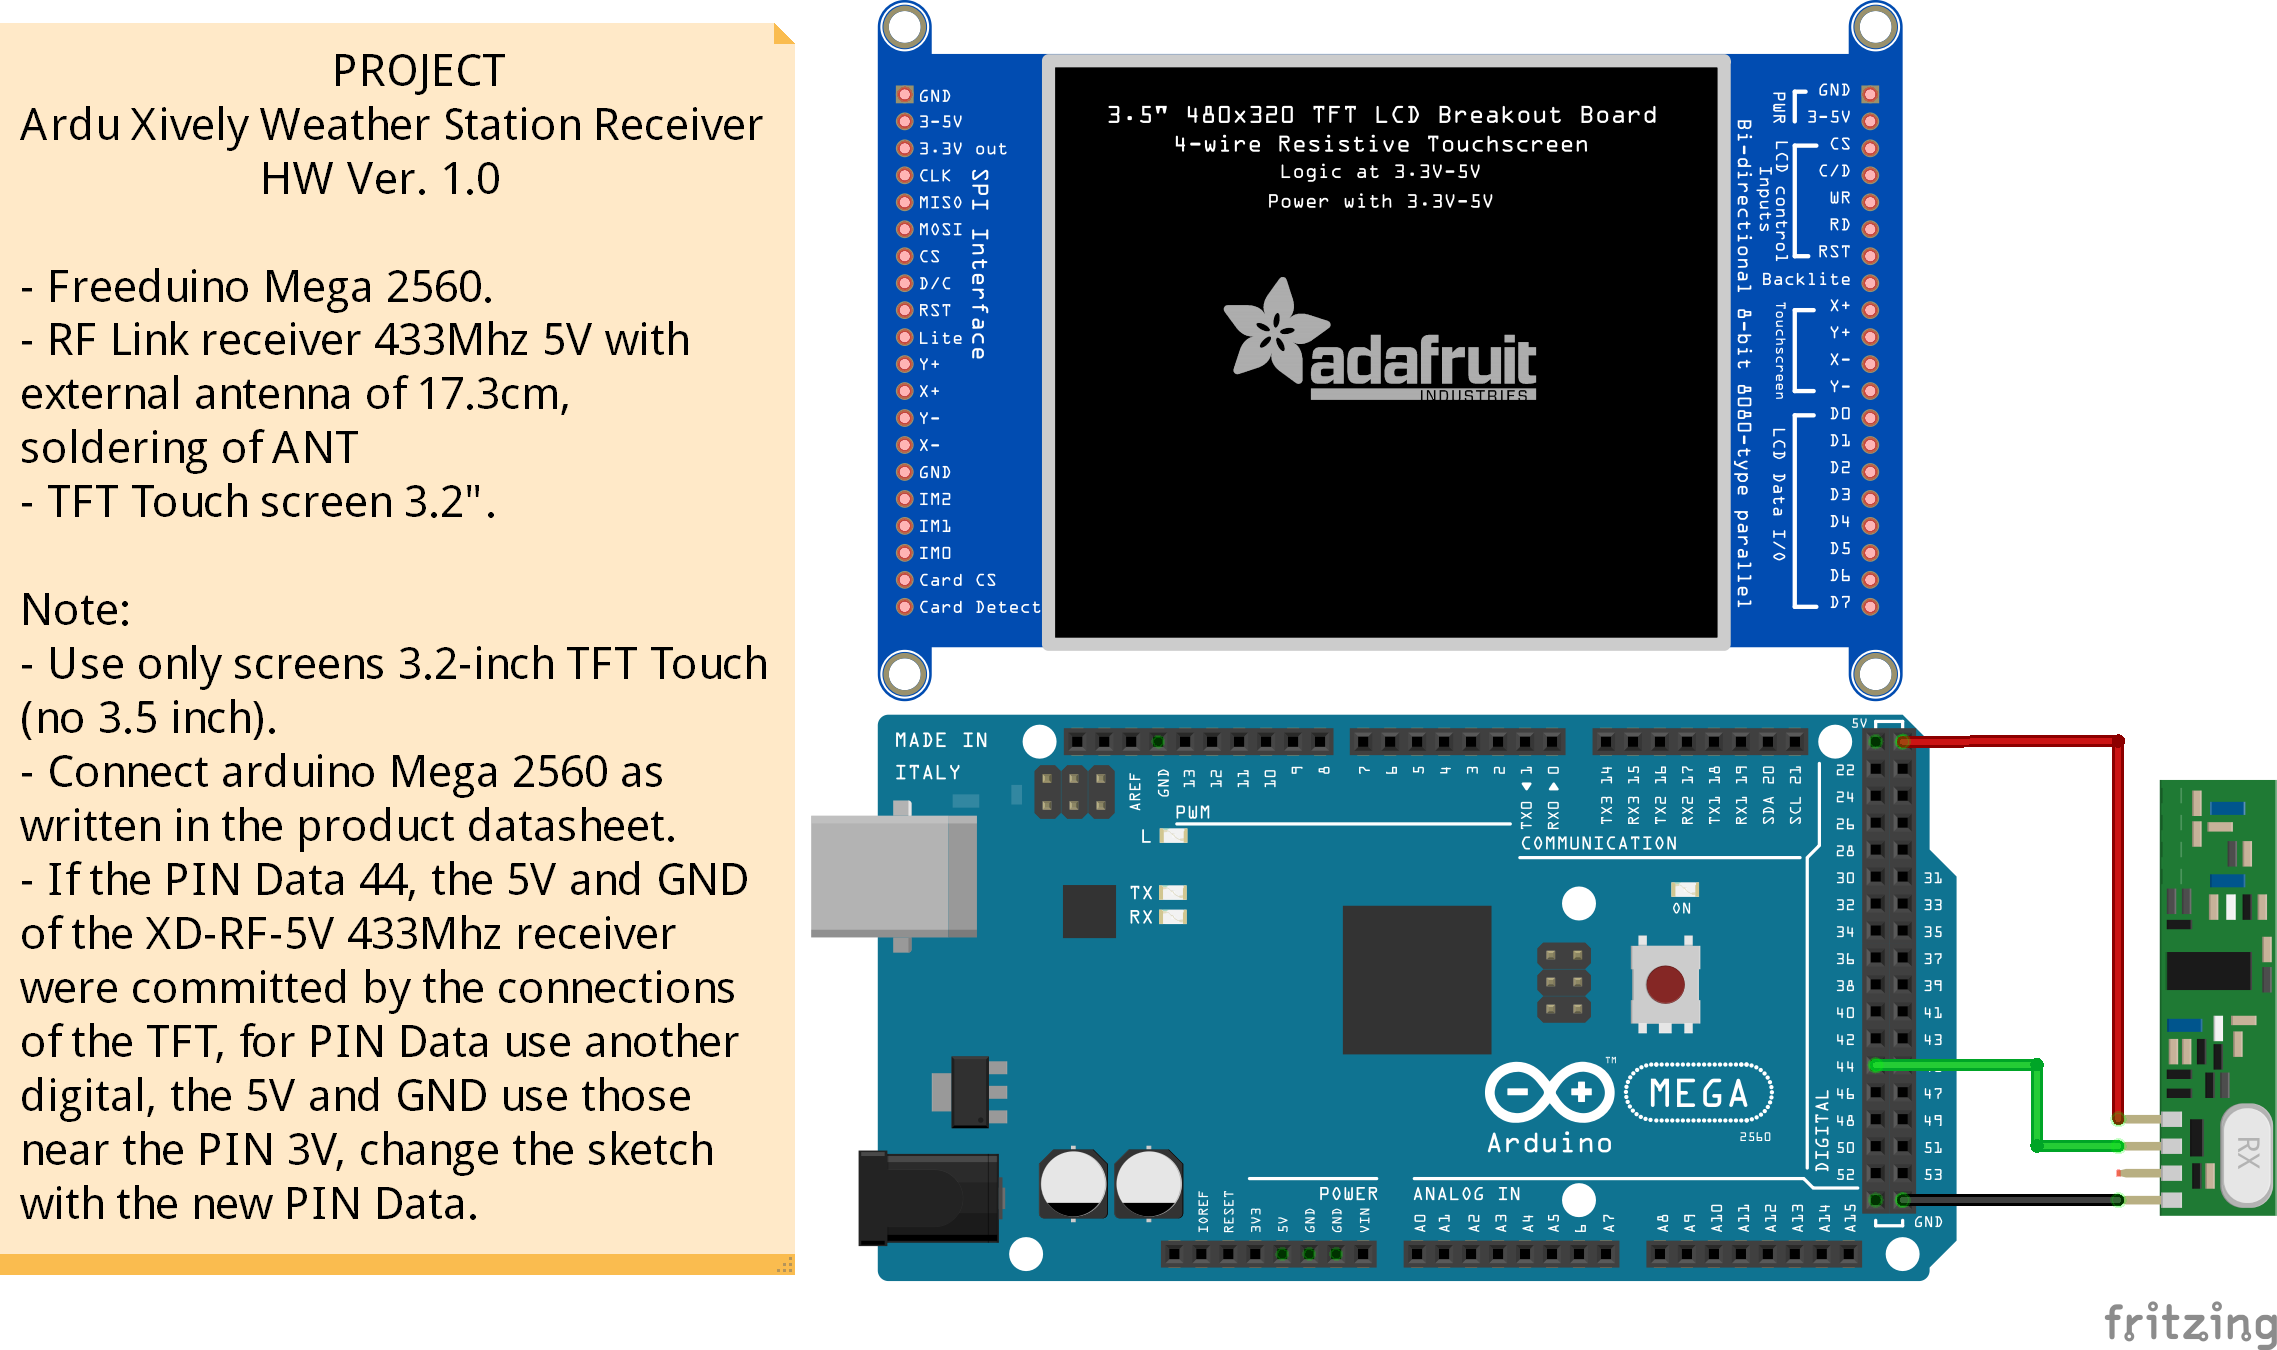 PROJECT
Ardu Xively Weather Station Receiver
HW Ver. 1.0
- Freeduino Mega 2560.
- RF Link receiver 433Mhz 5V with
external antenna of 17.3cm,
soldering of ANT
- TFT Touch screen 3.2".
Note:
- Use only screens 3.2-inch TFT Touch
(no 3.5 inch).
- Connect arduino Mega 2560 as
written in the product datasheet.
- If the PIN Data 44, the 5V and GND
of the XD-RF-5V 433Mhz receiver
were committed by the connections
of the TFT, for PIN Data use another
digital, the 5V and GND use those
near the PIN 3V, change the sketch
with the new PIN Data.
GND
3-5V
3.3V out
CLK
MISO
MOSI
CS
D/C
RST
Lite
Y+
X+
Y-
X-
GND
IM2
IM1
IM0
Card CS
Card Detect
SPI Interface
3.5" 480x320 TFT LCD Breakout Board
4-wire Resistive Touchscreen
Logic at 3.3V-5V
Power with 3.3V-5V
adafruit
INDUSTRIES
Bi-directional 8-bit 8080-type parallel
PWR
LCD control
Inputs
Touchscreen
LCD Data I/O
GND
3-5V
CS
C/D
WR
RD
RST
Backlite
X+
Y+
X-
Y-
D0
D1
D2
D3
D4
D5
D6
D7
MADE IN
ITALY
AREF
GND
13
12
11
10
9
8
7
6
5
4
3
2
TX0 1
RX0 0
TX3 14
RX3 15
TX2 16
RX2 17
TX1 18
RX1 19
SDA 20
SCL 21
PWM
COMMUNICATION
L
TX
RX
ON
5V
22
24
26
28
30 31
32 33
34 35
36 37
38 39
40 41
42 43
44
46 47
48 49
50 51
52 53
GND
DIGITAL
MEGA
TM
2560
Arduino
POWER
ANALOG IN
IOREF
RESET
3V3
5V
GND
GND
VIN
A0
A1
A2
A3
A4
A5
6
A7
A8
A9
A10
A11
A12
A13
A14
A15
RX
fritzing